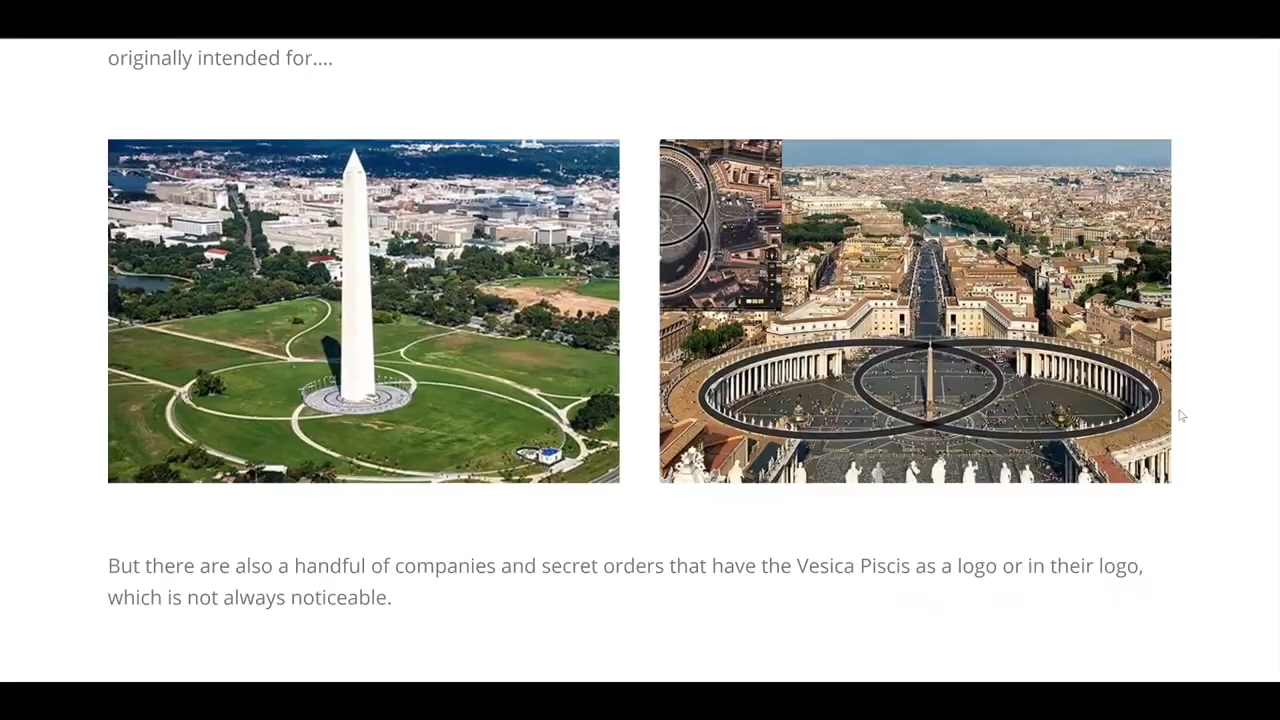 originally intended for....
But there are also a handful of companies and secret orders that have the Vesica Piscis as a logo or in their logo,
which is not always noticeable.